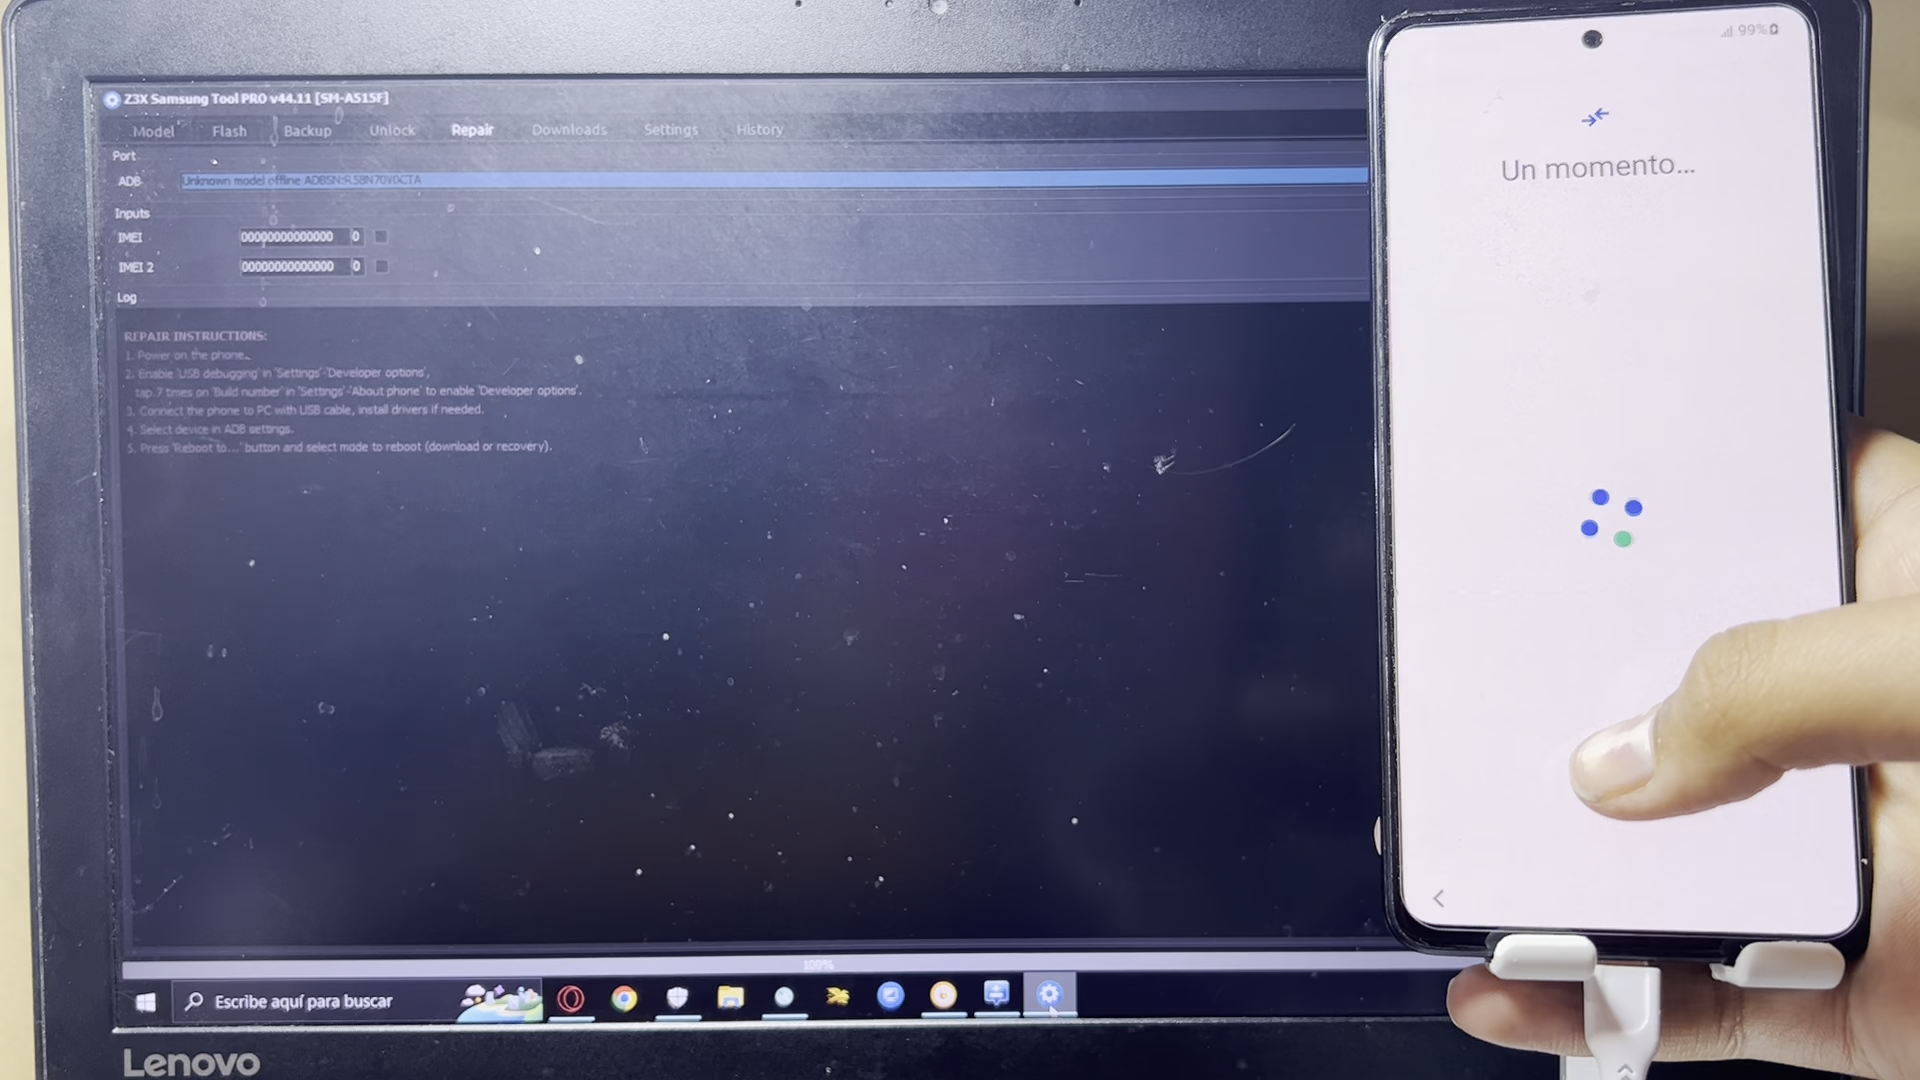 Z3X Samsung Tool PRO v44.11 [SM-A515F]
Model Flash Backup Unlock Repair Downloads Settings History
Port
ADB Unknown model offline ADBSN:R58N70V0CTA
Inputs
IMEI 00000000000000 0
IMEI 2 00000000000000 0
Log
REPAIR INSTRUCTIONS:
1. Power on the phone.
2. Enable 'USB debugging' in 'Settings'-'Developer options',
tap 7 times on 'Build number' in 'Settings'-'About phone' to enable 'Developer options'.
3. Connect the phone to PC with USB cable, install drivers if needed.
4. Select device in ADB settings.
5. Press 'Reboot to...' button and select mode to reboot (download or recovery).
100%
Escribe aquí para buscar
Lenovo
99%
Un momento...